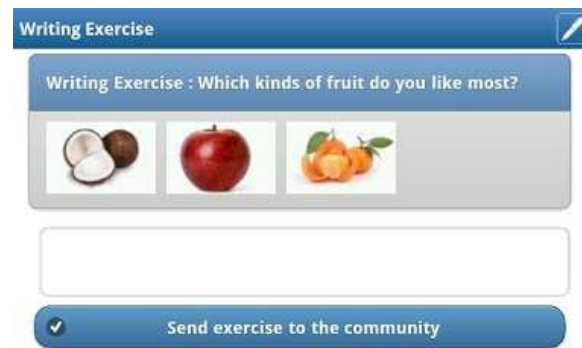 Writing Exercise
Writing Exercise : Which kinds of fruit do you like most?
Send exercise to the community